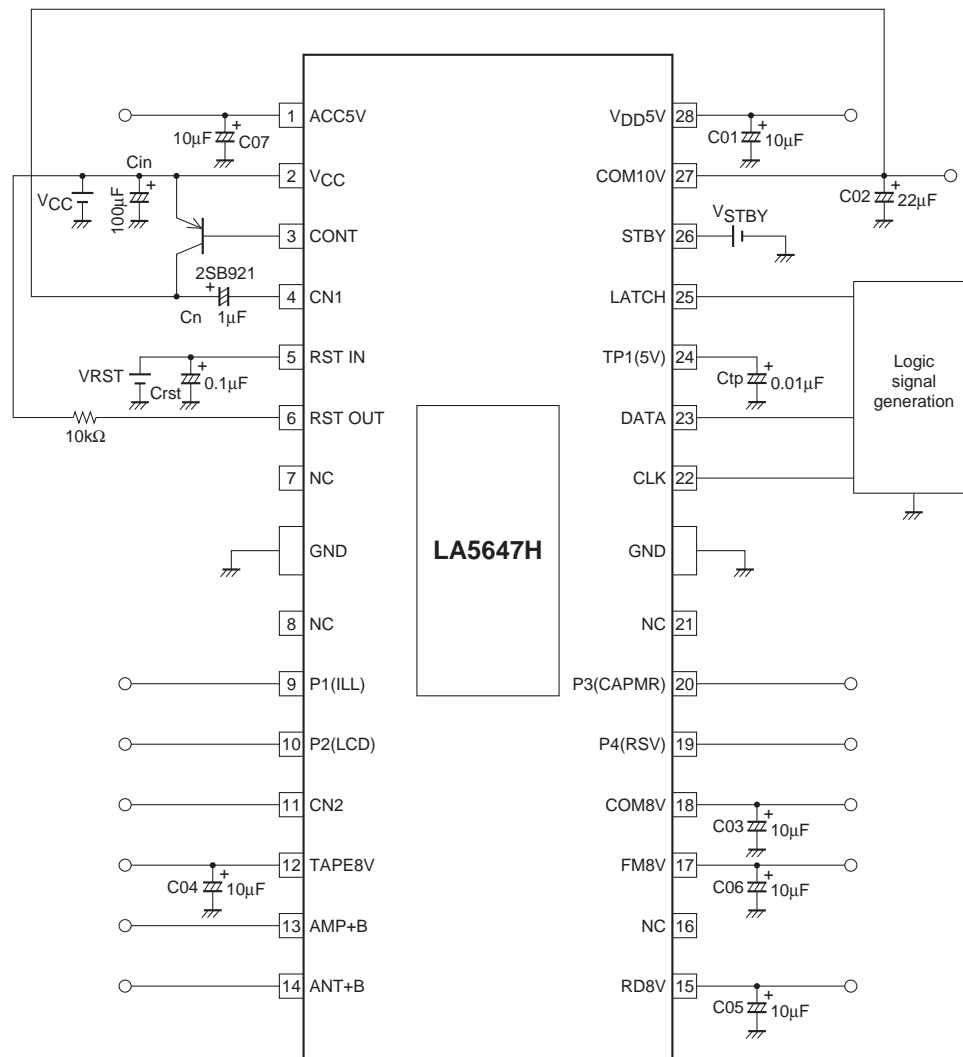 1 ACC5V
10µF + C07
VDD5V 28
C01 + 10µF
Cin
VCC
100µF +
2 VCC
COM10V 27
C02 + 22µF
3 CONT
STBY 26
VSTBY
2SB921
+
Cn 1µF
4 CN1
LATCH 25
5 RST IN
VRST
Crst + 0.1µF
TP1(5V) 24
Ctp + 0.01µF
Logic
signal
generation
6 RST OUT
10kΩ
DATA 23
7 NC
CLK 22
GND
LA5647H
GND
8 NC
NC 21
9 P1(ILL)
P3(CAPMR) 20
10 P2(LCD)
P4(RSV) 19
11 CN2
COM8V 18
C03 + 10µF
12 TAPE8V
C04 + 10µF
FM8V 17
C06 + 10µF
13 AMP+B
NC 16
14 ANT+B
RD8V 15
C05 + 10µF